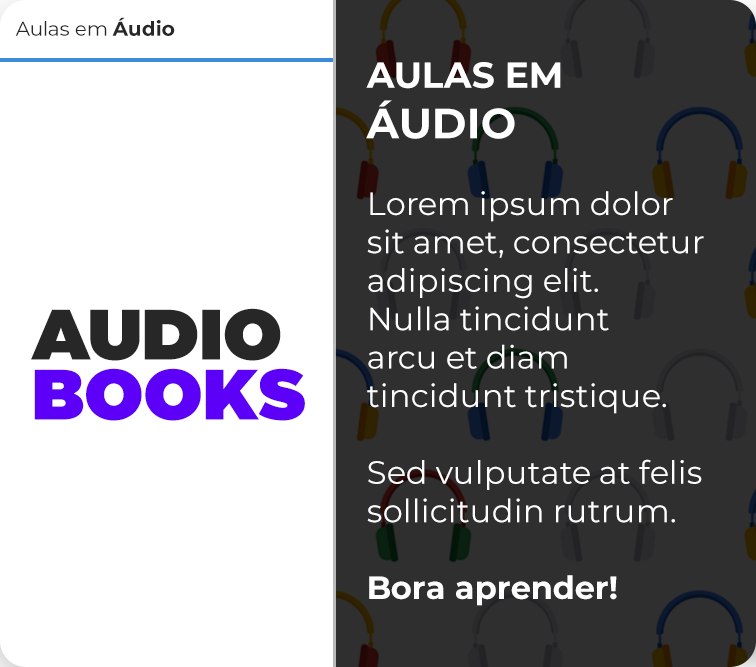 Aulas em Áudio
AUDIO
BOOKS
AULAS EM
ÁUDIO
Lorem ipsum dolor
sit amet, consectetur
adipiscing elit.
Nulla tincidunt
arcu et diam
tincidunt tristique.
Sed vulputate at felis
sollicitudin rutrum.
Bora aprender!